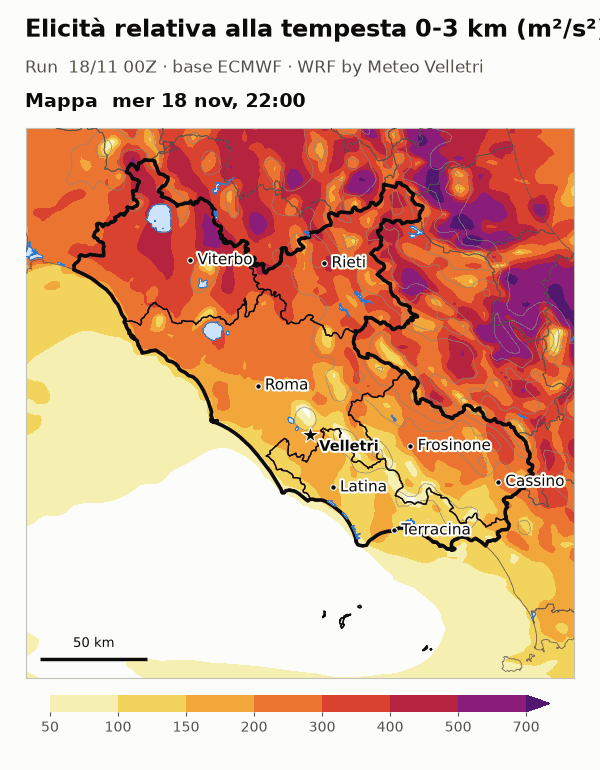 Elicità relativa alla tempesta 0-3 km (m²/s²)
Run  18/11 00Z · base ECMWF · WRF by Meteo Velletri
Mappa  mer 18 nov, 22:00
Viterbo
Rieti
Roma
Velletri
Frosinone
Latina
Cassino
Terracina
50 km
50 100 150 200 300 400 500 700